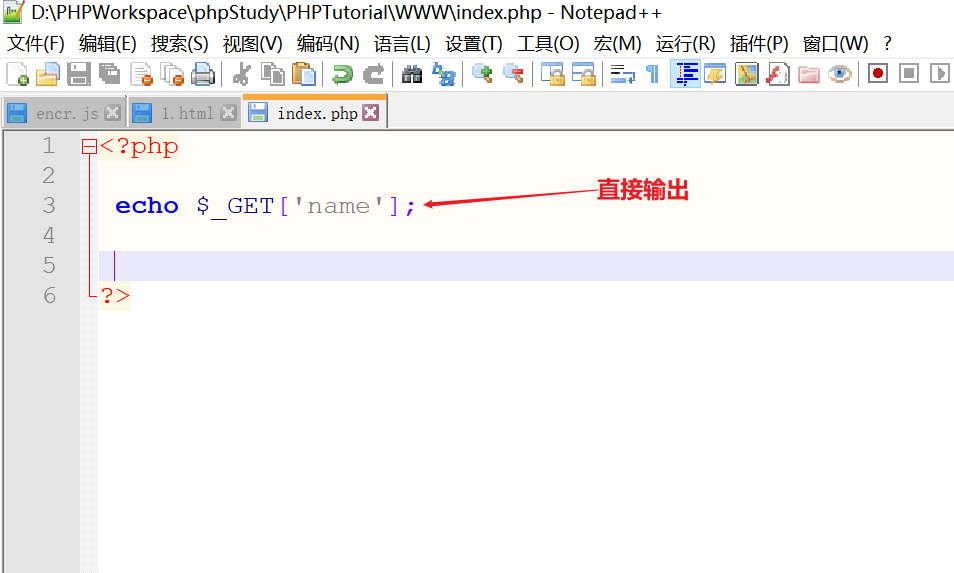 D:\PHPWorkspace\phpStudy\PHPTutorial\WWW\index.php - Notepad++
文件(F) 编辑(E) 搜索(S) 视图(V) 编码(N) 语言(L) 设置(T) 工具(O) 宏(M) 运行(R) 插件(P) 窗口(W) ?
encr.js 1.html index.php
1 <?php
2
3 echo $_GET['name']; 直接输出
4
5
6 ?>